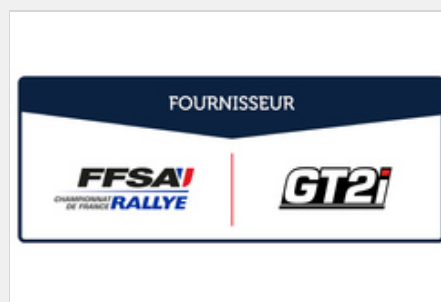 FOURNISSEUR
FFSA
CHAMPIONNAT
DE FRANCE RALLYE
GT2i